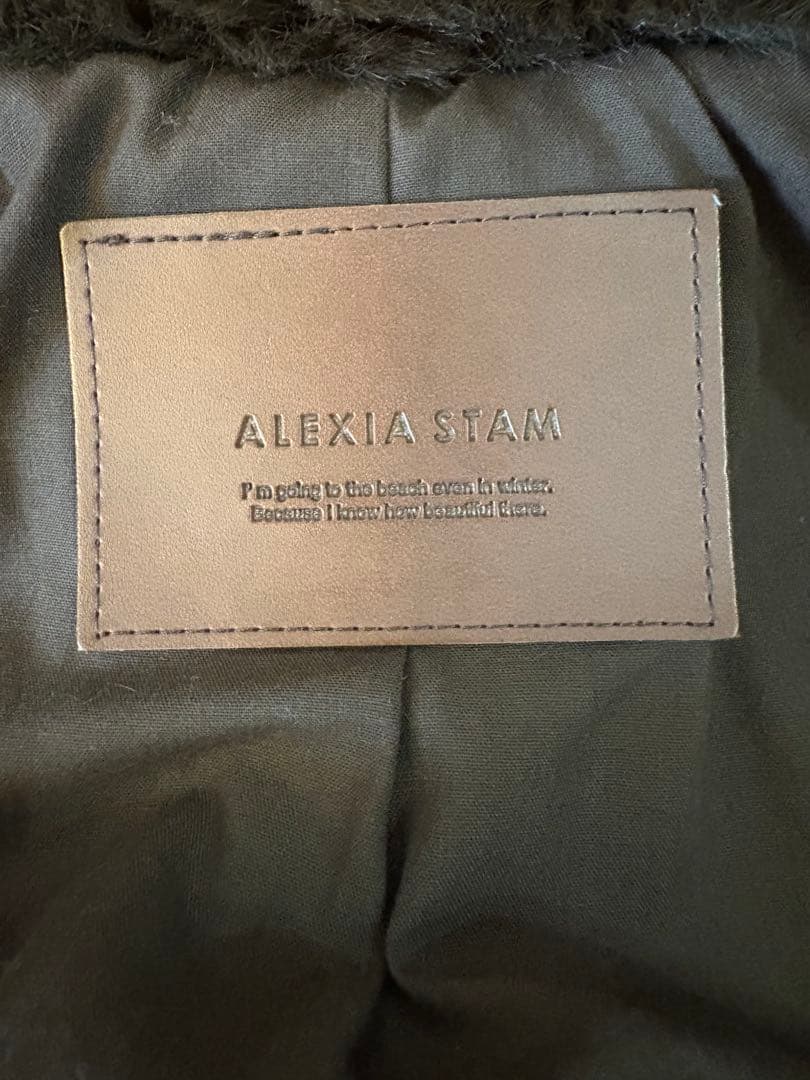 ALEXIA STAM
I'm going to the beach even in winter.
Because I know how beautiful there.